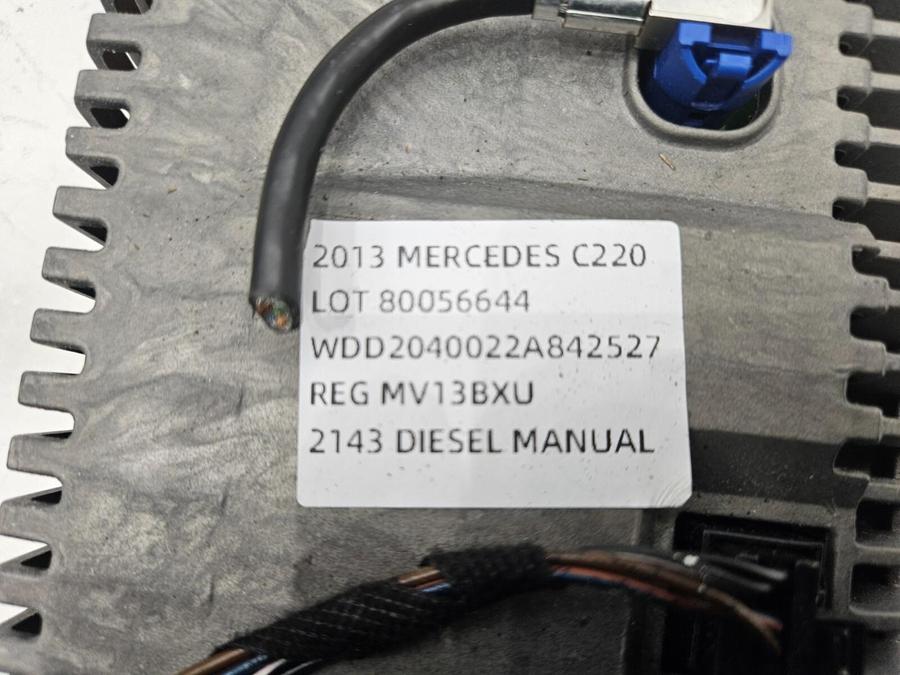 2013 MERCEDES C220
LOT 80056644
WDD2040022A842527
REG MV13BXU
2143 DIESEL MANUAL